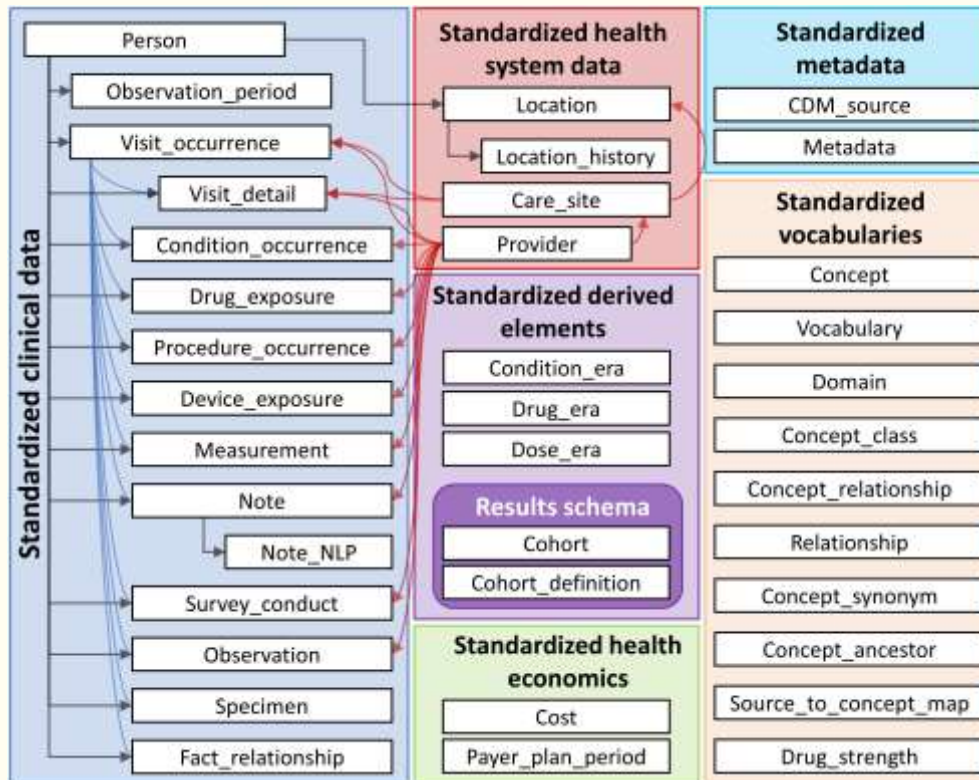 Standardized clinical data
Person
Observation_period
Visit_occurrence
Visit_detail
Condition_occurrence
Drug_exposure
Procedure_occurrence
Device_exposure
Measurement
Note
Note_NLP
Survey_conduct
Observation
Specimen
Fact_relationship
Standardized health
system data
Location
Location_history
Care_site
Provider
Standardized derived
elements
Condition_era
Drug_era
Dose_era
Results schema
Cohort
Cohort_definition
Standardized health
economics
Cost
Payer_plan_period
Standardized
metadata
CDM_source
Metadata
Standardized
vocabularies
Concept
Vocabulary
Domain
Concept_class
Concept_relationship
Relationship
Concept_synonym
Concept_ancestor
Source_to_concept_map
Drug_strength